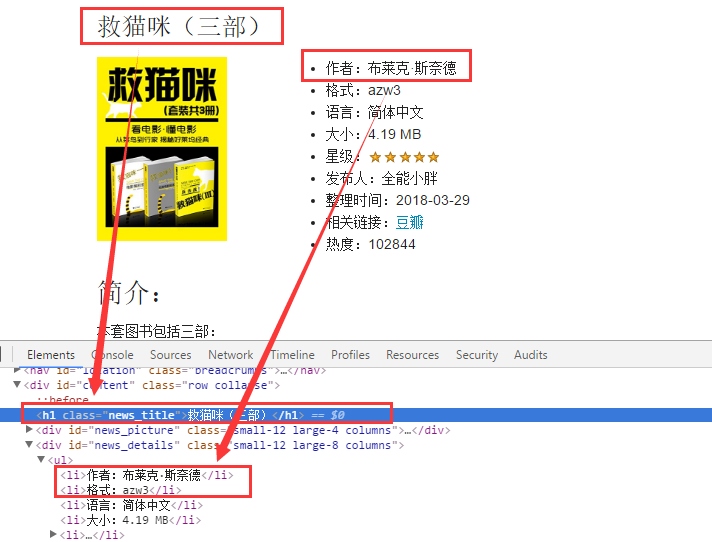 救猫咪（三部）
救猫咪
(套装共3册)
看电影·懂电影
从菜鸟到行家 揭秘好莱坞经典
救猫咪(III)
作者：布莱克·斯奈德
格式：azw3
语言：简体中文
大小：4.19 MB
星级：
发布人：全能小胖
整理时间：2018-03-29
相关链接：豆瓣
热度：102844
简介：
本套图书包括三部：
Elements Console Sources Network Timeline Profiles Resources Security Audits
<nav id="location" class="breadcrumbs">…</nav>
<div id="content" class="row collapse">
::before
<h1 class="news_title">救猫咪（三部）</h1> == $0
<div id="news_picture" class="small-12 large-4 columns">…</div>
<div id="news_details" class="small-12 large-8 columns">
<ul>
<li>作者：布莱克·斯奈德</li>
<li>格式：azw3</li>
<li>语言：简体中文</li>
<li>大小：4.19 MB</li>
<li>…</li>